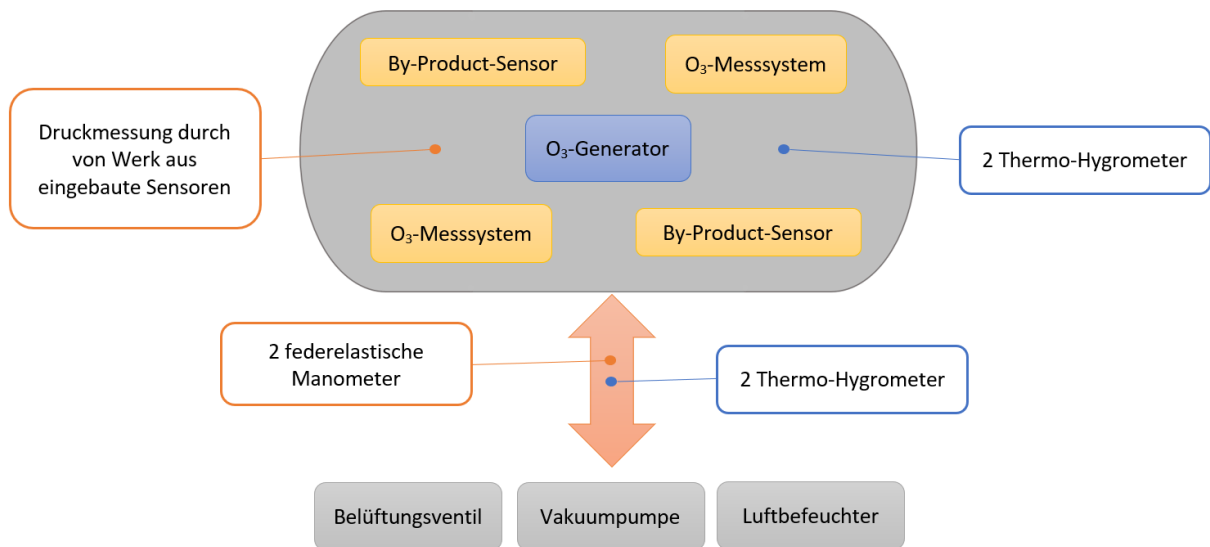 By-Product-Sensor
O₃-Messsystem
Druckmessung durch
von Werk aus
eingebaute Sensoren
O₃-Generator
2 Thermo-Hygrometer
O₃-Messsystem
By-Product-Sensor
2 federelastische
Manometer
2 Thermo-Hygrometer
Belüftungsventil
Vakuumpumpe
Luftbefeuchter